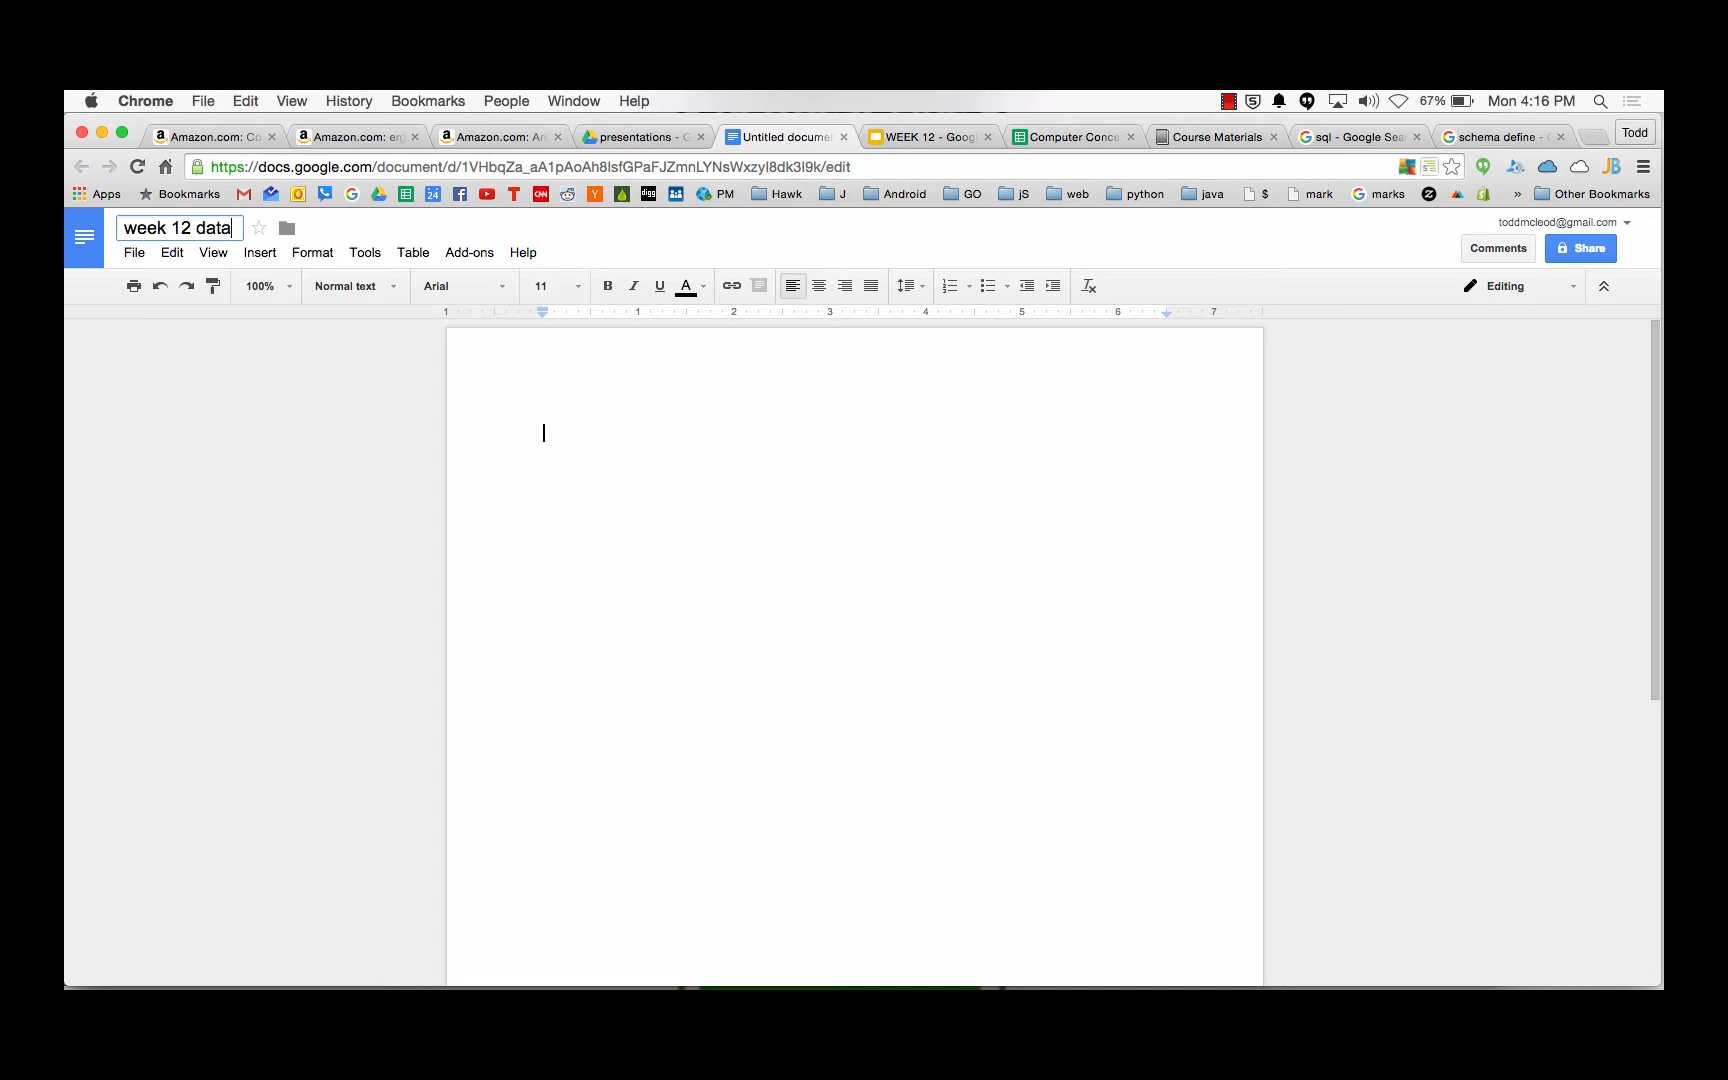 Chrome File Edit View History Bookmarks People Window Help 67% Mon 4:16 PM
Amazon.com: Co Amazon.com: erg Amazon.com: An presentations - G Untitled documen WEEK 12 - Goog Computer Conce Course Materials sql - Google Sea schema define - G Todd
https://docs.google.com/document/d/1VHbqZa_aA1pAoAh8lsfGPaFJZmnLYNsWxzyl8dk3l9k/edit
Apps Bookmarks 24 CNN digg PM Hawk J Android GO jS web python java $ mark marks » Other Bookmarks
week 12 data
toddmcleod@gmail.com
File Edit View Insert Format Tools Table Add-ons Help
Comments Share
100% Normal text Arial 11 B I U A Editing
1 1 2 3 4 5 6 7